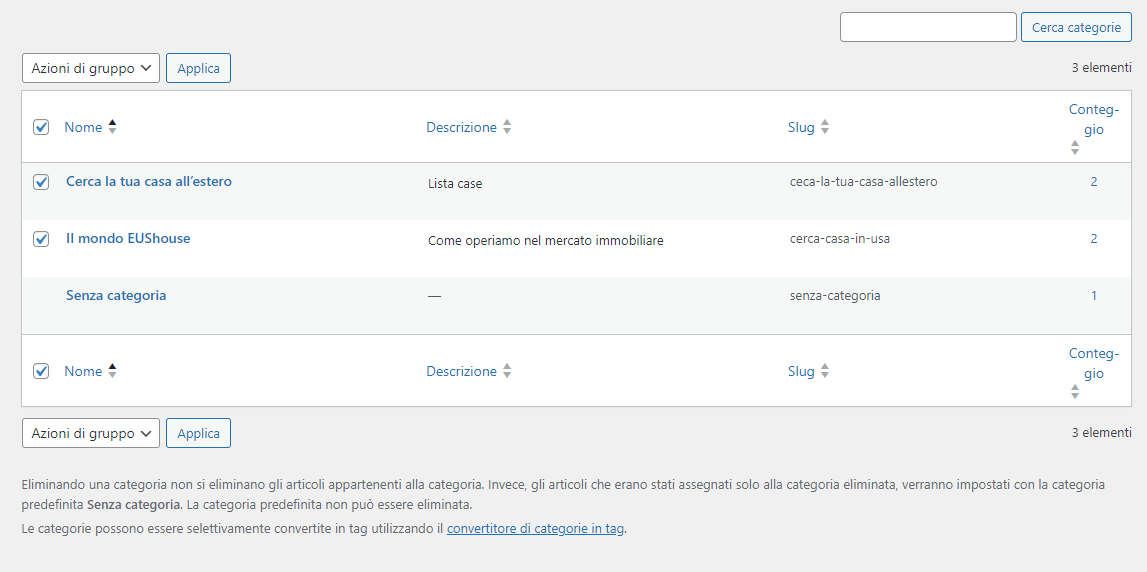 Cerca categorie
Azioni di gruppo Applica 3 elementi
Nome Descrizione Slug Conteg-
gio
Cerca la tua casa all’estero Lista case ceca-la-tua-casa-allestero 2
Il mondo EUShouse Come operiamo nel mercato immobiliare cerca-casa-in-usa 2
Senza categoria — senza-categoria 1
Nome Descrizione Slug Conteg-
gio
Azioni di gruppo Applica 3 elementi
Eliminando una categoria non si eliminano gli articoli appartenenti alla categoria. Invece, gli articoli che erano stati assegnati solo alla categoria eliminata, verranno impostati con la categoria
predefinita Senza categoria. La categoria predefinita non può essere eliminata.
Le categorie possono essere selettivamente convertite in tag utilizzando il convertitore di categorie in tag.